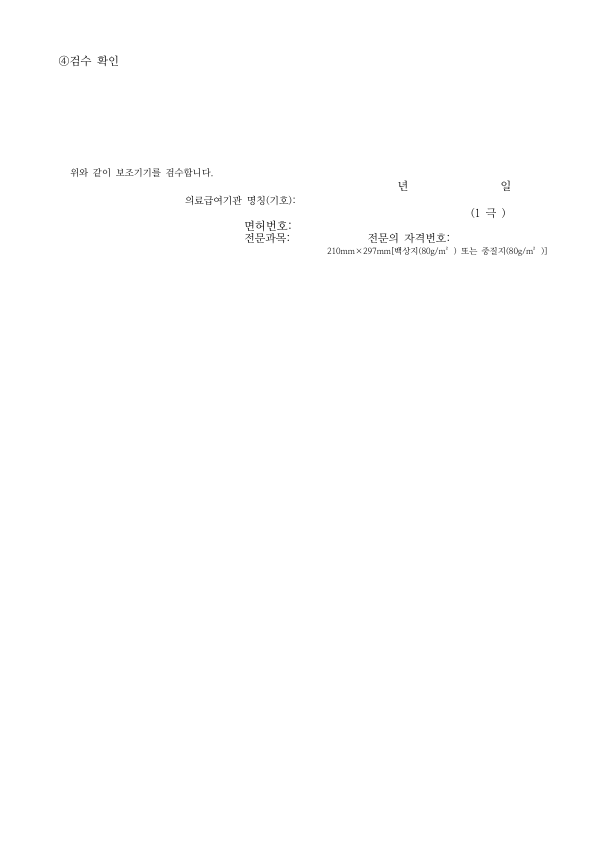 ④검수 확인
위와 같이 보조기기를 검수합니다.
년 일
의료급여기관 명칭(기호):
(1 극 )
면허번호:
전문과목: 전문의 자격번호:
210mm×297mm[백상지(80g/㎡ ) 또는 중질지(80g/㎡ )]